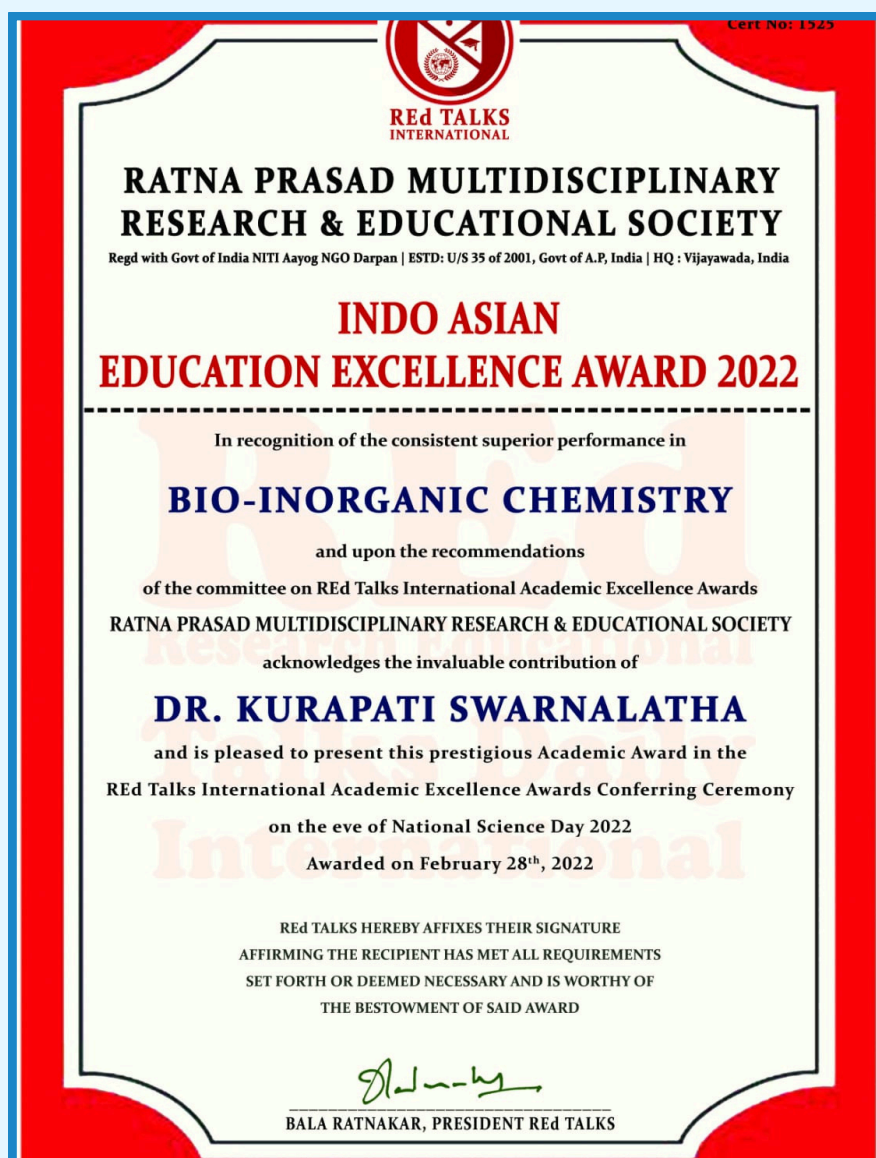 Cert No: 1525
REd TALKS
INTERNATIONAL
RATNA PRASAD MULTIDISCIPLINARY
RESEARCH & EDUCATIONAL SOCIETY
Regd with Govt of India NITI Aayog NGO Darpan | ESTD: U/S 35 of 2001, Govt of A.P, India | HQ : Vijayawada, India
INDO ASIAN
EDUCATION EXCELLENCE AWARD 2022
In recognition of the consistent superior performance in
BIO-INORGANIC CHEMISTRY
and upon the recommendations
of the committee on REd Talks International Academic Excellence Awards
RATNA PRASAD MULTIDISCIPLINARY RESEARCH & EDUCATIONAL SOCIETY
acknowledges the invaluable contribution of
DR. KURAPATI SWARNALATHA
and is pleased to present this prestigious Academic Award in the
REd Talks International Academic Excellence Awards Conferring Ceremony
on the eve of National Science Day 2022
Awarded on February 28th, 2022
REd
Research Educational
Talks Daily
International
REd TALKS HEREBY AFFIXES THEIR SIGNATURE
AFFIRMING THE RECIPIENT HAS MET ALL REQUIREMENTS
SET FORTH OR DEEMED NECESSARY AND IS WORTHY OF
THE BESTOWMENT OF SAID AWARD
BALA RATNAKAR, PRESIDENT REd TALKS